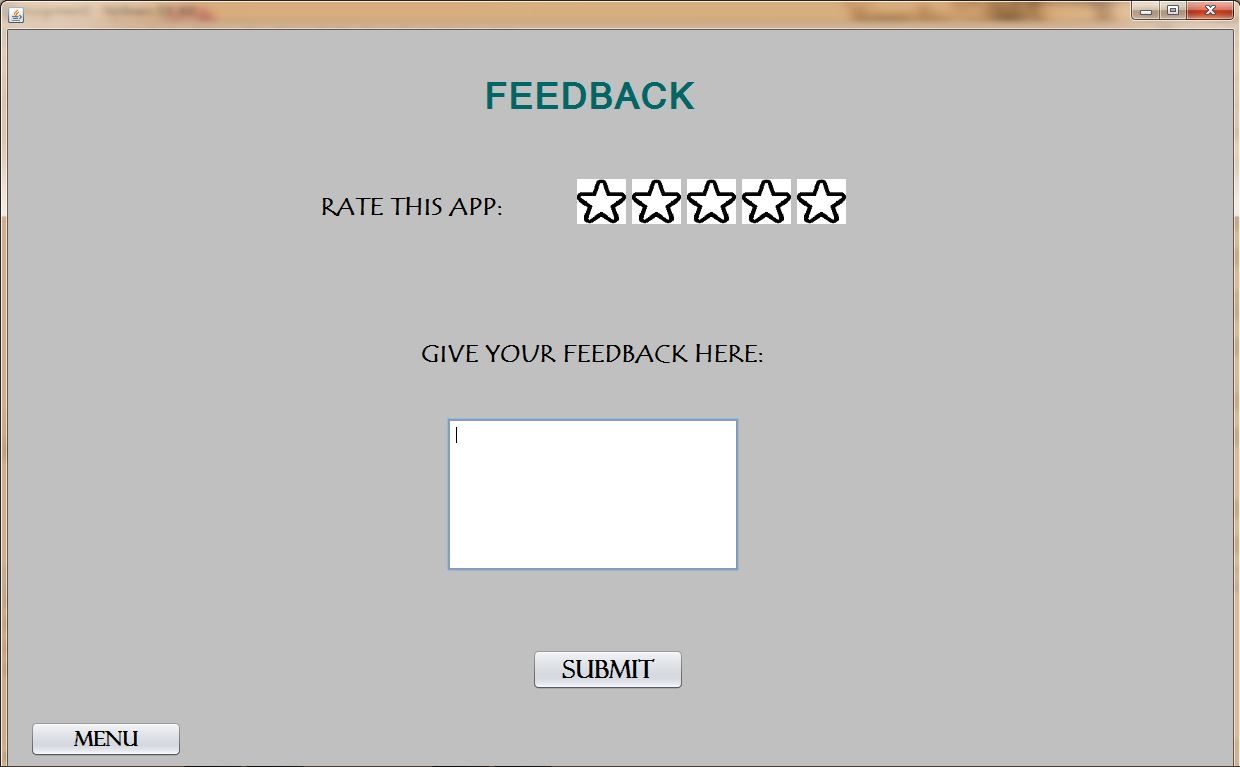 FEEDBACK
RATE THIS APP:
GIVE YOUR FEEDBACK HERE:
SUBMIT
MENU